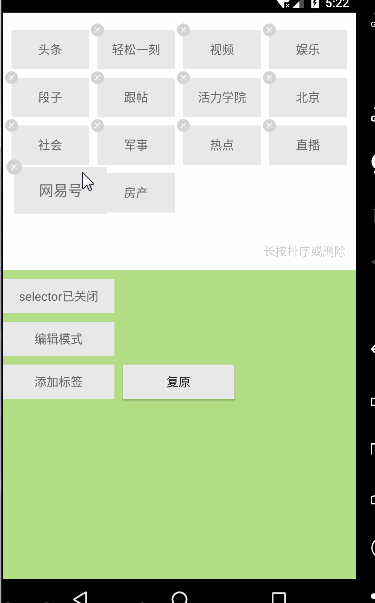 5:22
头条 轻松一刻 视频 娱乐
段子 跟帖 活力学院 北京
社会 军事 热点 直播
网易号 房产
长按排序或删除
selector已关闭
编辑模式
添加标签 复原